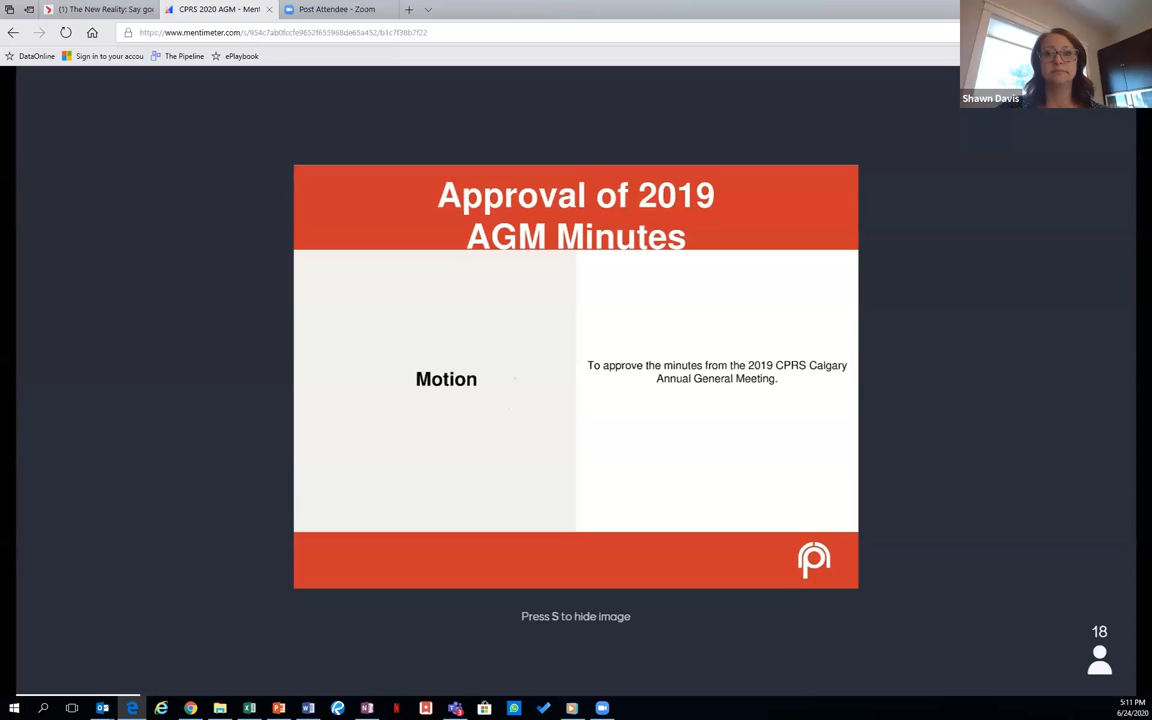 (1) The New Reality: Say goo
CPRS 2020 AGM - Ment
Post Attendee - Zoom
https://www.mentimeter.com/s/954c7ab0fccfe9652f655968de65a452/b1c7f38b7f22
DataOnline
Sign in to your accou
The Pipeline
ePlaybook
Shawn Davis
Approval of 2019
AGM Minutes
Motion
To approve the minutes from the 2019 CPRS Calgary
Annual General Meeting.
Press S to hide image
18
5:11 PM
6/24/2020